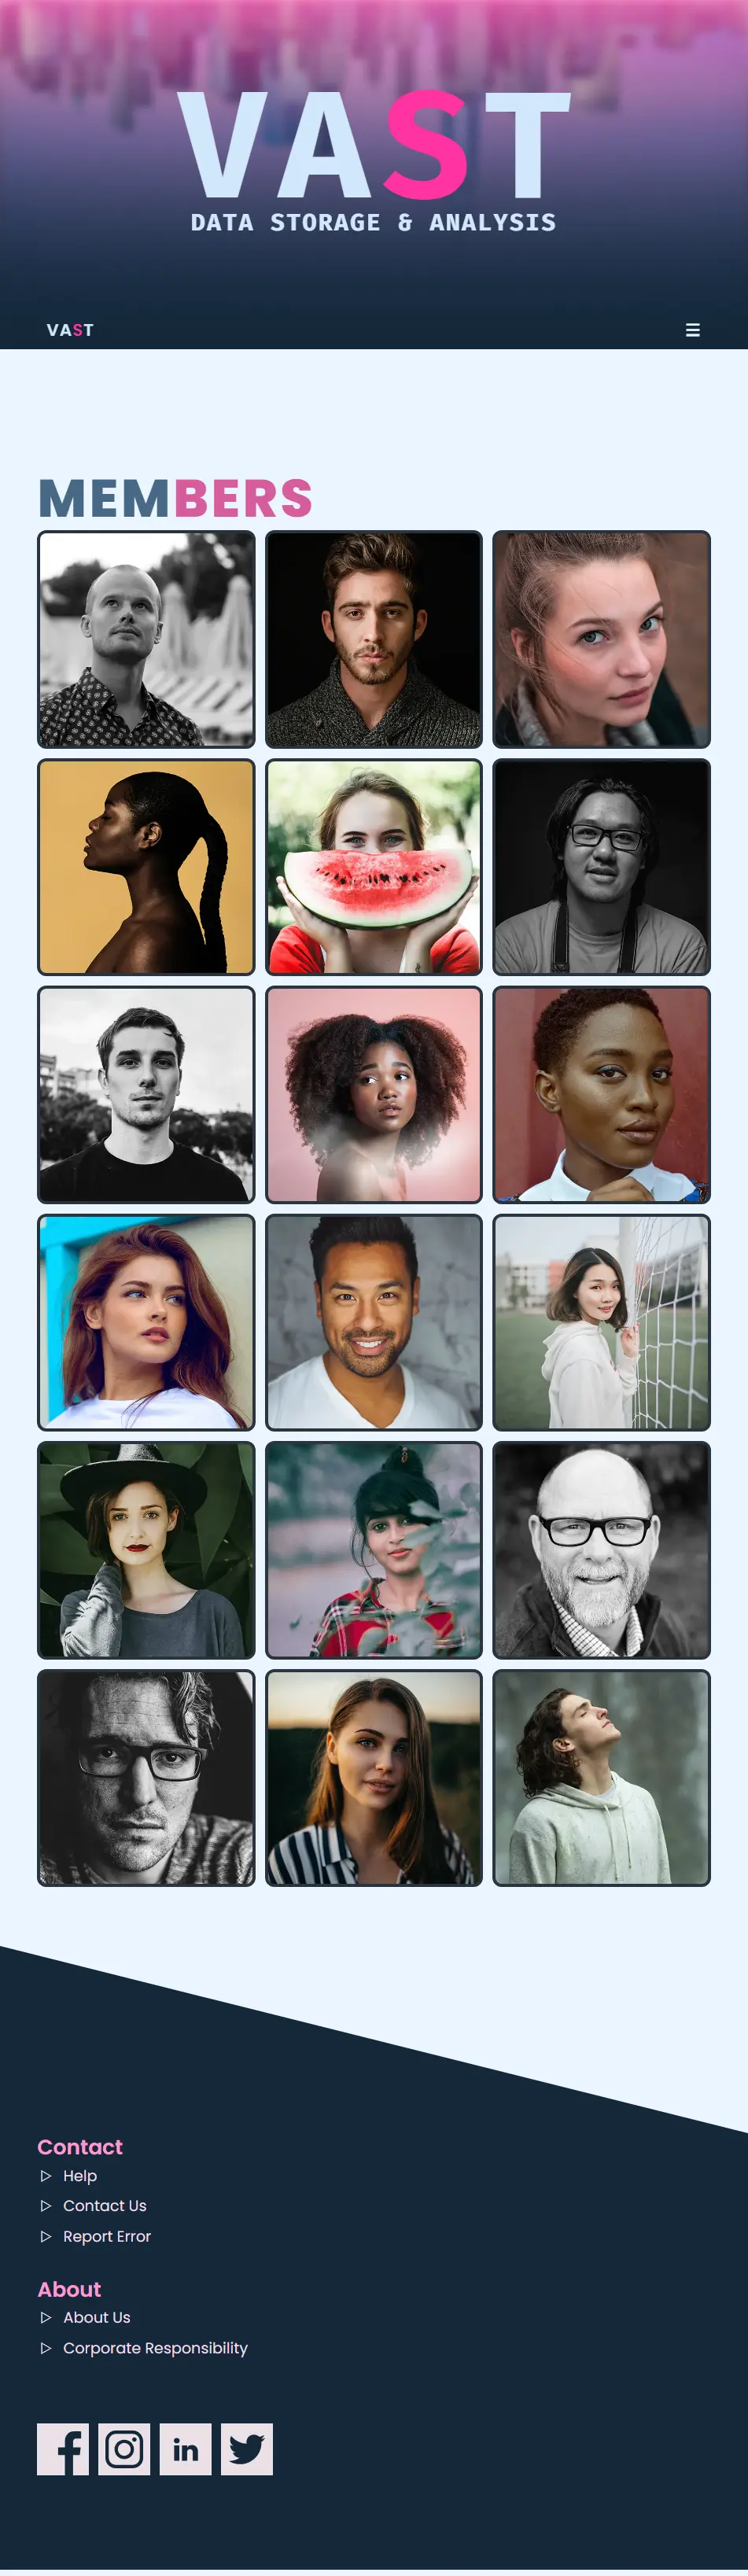 VAST
DATA STORAGE & ANALYSIS
VAST
MEMBERS
Contact
Help
Contact Us
Report Error
About
About Us
Corporate Responsibility